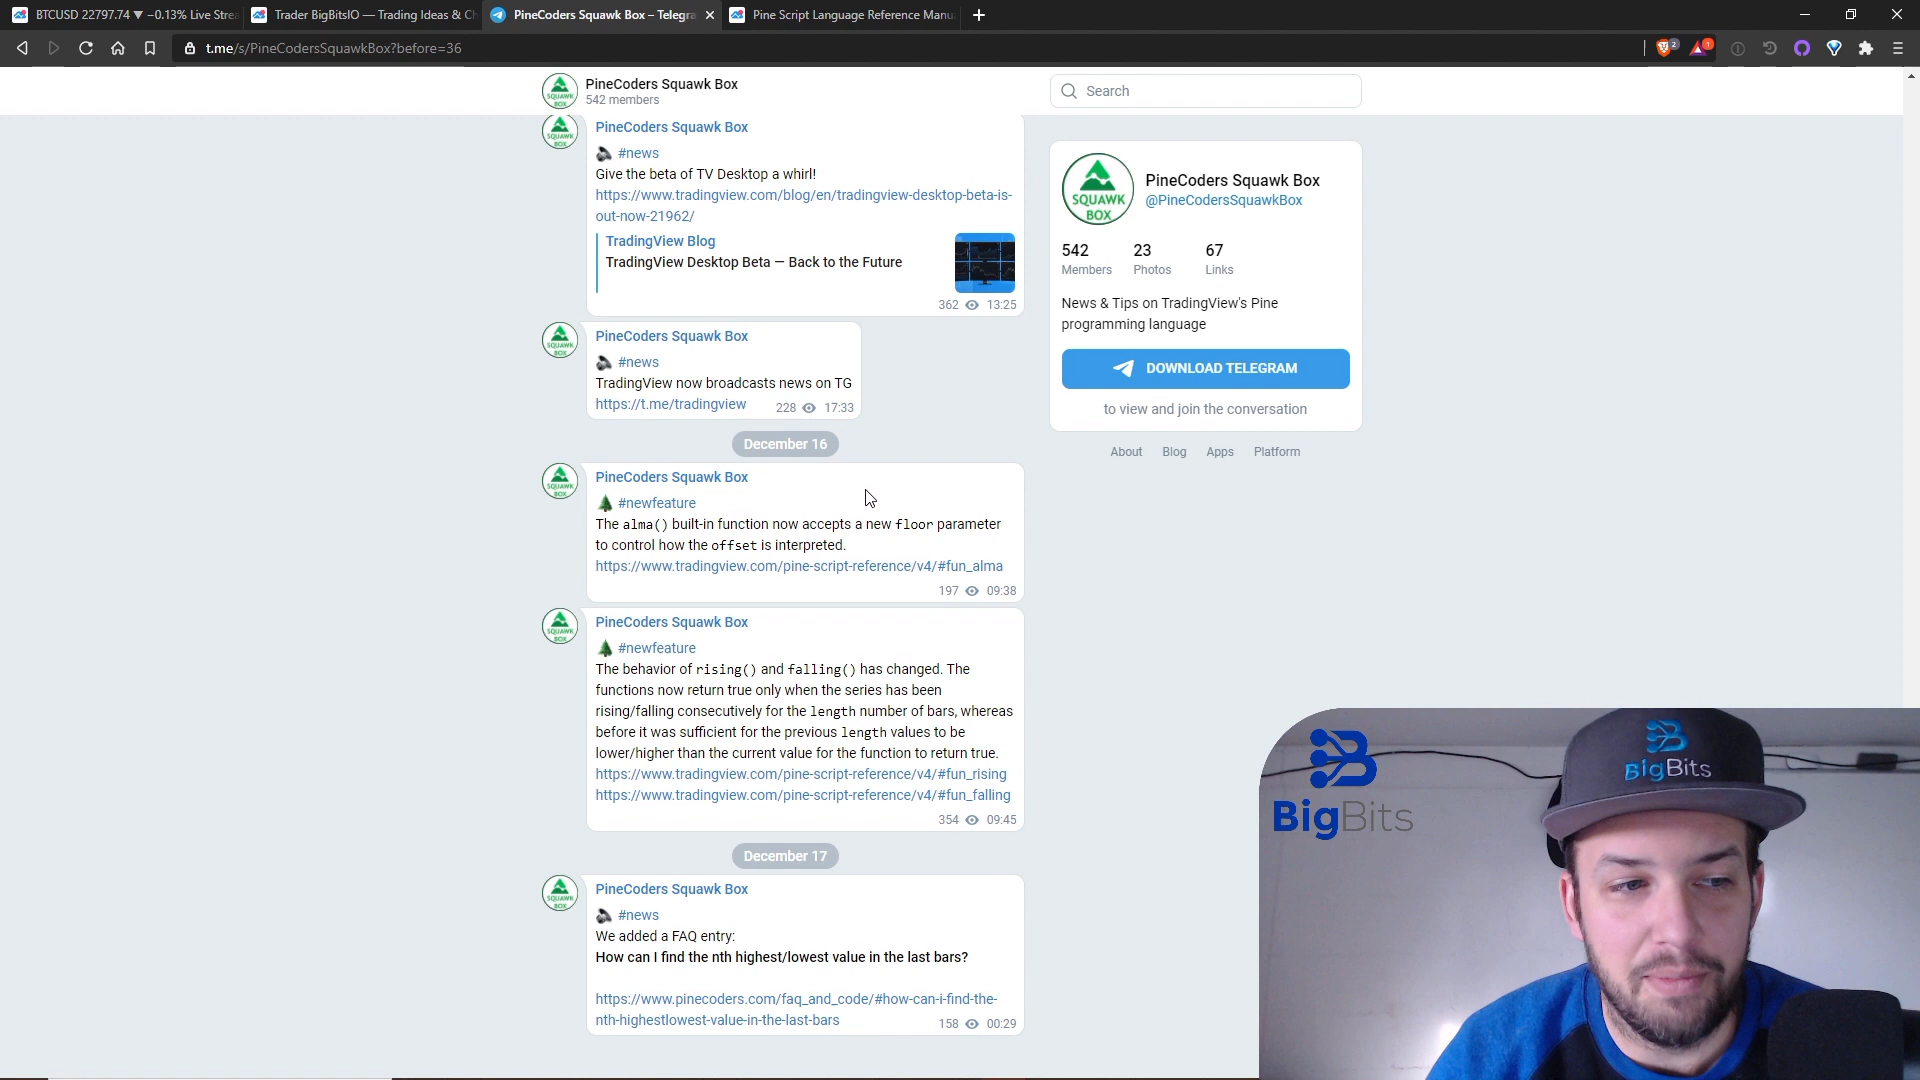 BTCUSD 22797.74 ▼ −0.13% Live Strea
Trader BigBitsIO — Trading Ideas & Ch
PineCoders Squawk Box – Telegra
Pine Script Language Reference Manu
t.me/s/PineCodersSquawkBox?before=36
PineCoders Squawk Box
542 members
Search
PineCoders Squawk Box
#news
Give the beta of TV Desktop a whirl!
https://www.tradingview.com/blog/en/tradingview-desktop-beta-is-
out-now-21962/
TradingView Blog
TradingView Desktop Beta — Back to the Future
362 13:25
PineCoders Squawk Box
#news
TradingView now broadcasts news on TG
https://t.me/tradingview
228 17:33
December 16
PineCoders Squawk Box
#newfeature
The alma() built-in function now accepts a new floor parameter
to control how the offset is interpreted.
https://www.tradingview.com/pine-script-reference/v4/#fun_alma
197 09:38
PineCoders Squawk Box
#newfeature
The behavior of rising() and falling() has changed. The
functions now return true only when the series has been
rising/falling consecutively for the length number of bars, whereas
before it was sufficient for the previous length values to be
lower/higher than the current value for the function to return true.
https://www.tradingview.com/pine-script-reference/v4/#fun_rising
https://www.tradingview.com/pine-script-reference/v4/#fun_falling
354 09:45
December 17
PineCoders Squawk Box
#news
We added a FAQ entry:
How can I find the nth highest/lowest value in the last bars?
https://www.pinecoders.com/faq_and_code/#how-can-i-find-the-
nth-highestlowest-value-in-the-last-bars
158 00:29
SQUAWK
BOX
PineCoders Squawk Box
@PineCodersSquawkBox
542 23 67
Members Photos Links
News & Tips on TradingView's Pine
programming language
DOWNLOAD TELEGRAM
to view and join the conversation
About Blog Apps Platform
BigBits
BigBits